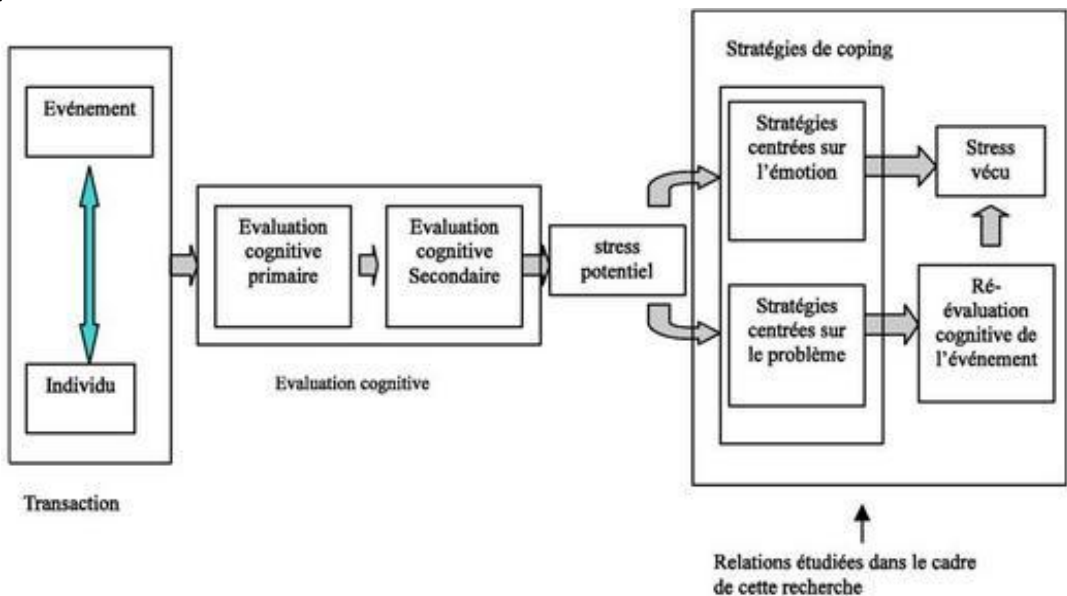 Evénement
Individu
Transaction
Evaluation
cognitive
primaire
Evaluation
cognitive
Secondaire
Evaluation cognitive
stress
potentiel
Stratégies de coping
Stratégies
centrées sur
l'émotion
Stratégies
centrées sur
le problème
Stress
vécu
Ré-
évaluation
cognitive de
l'événement
Relations étudiées dans le cadre
de cette recherche